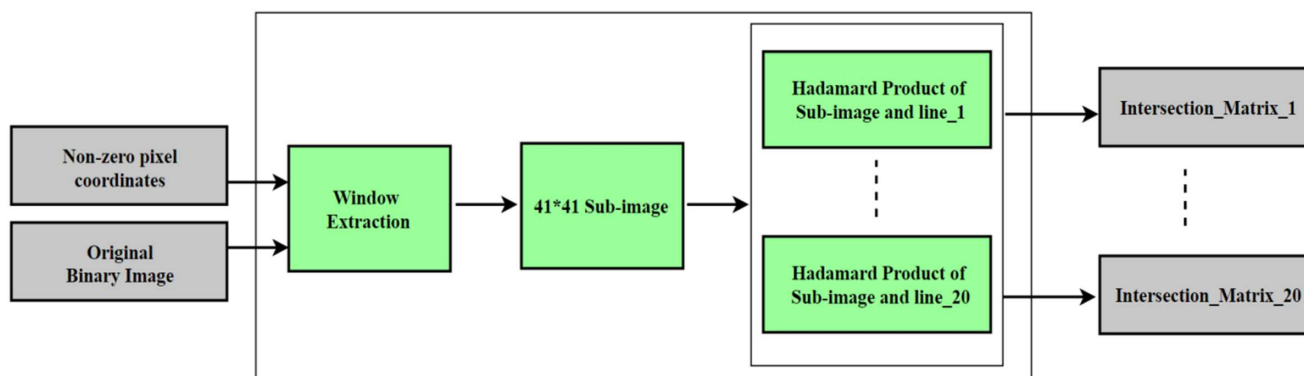 Non-zero pixel
coordinates
Original
Binary Image
Window
Extraction
41*41 Sub-image
Hadamard Product of
Sub-image and line_1
Hadamard Product of
Sub-image and line_20
Intersection_Matrix_1
Intersection_Matrix_20